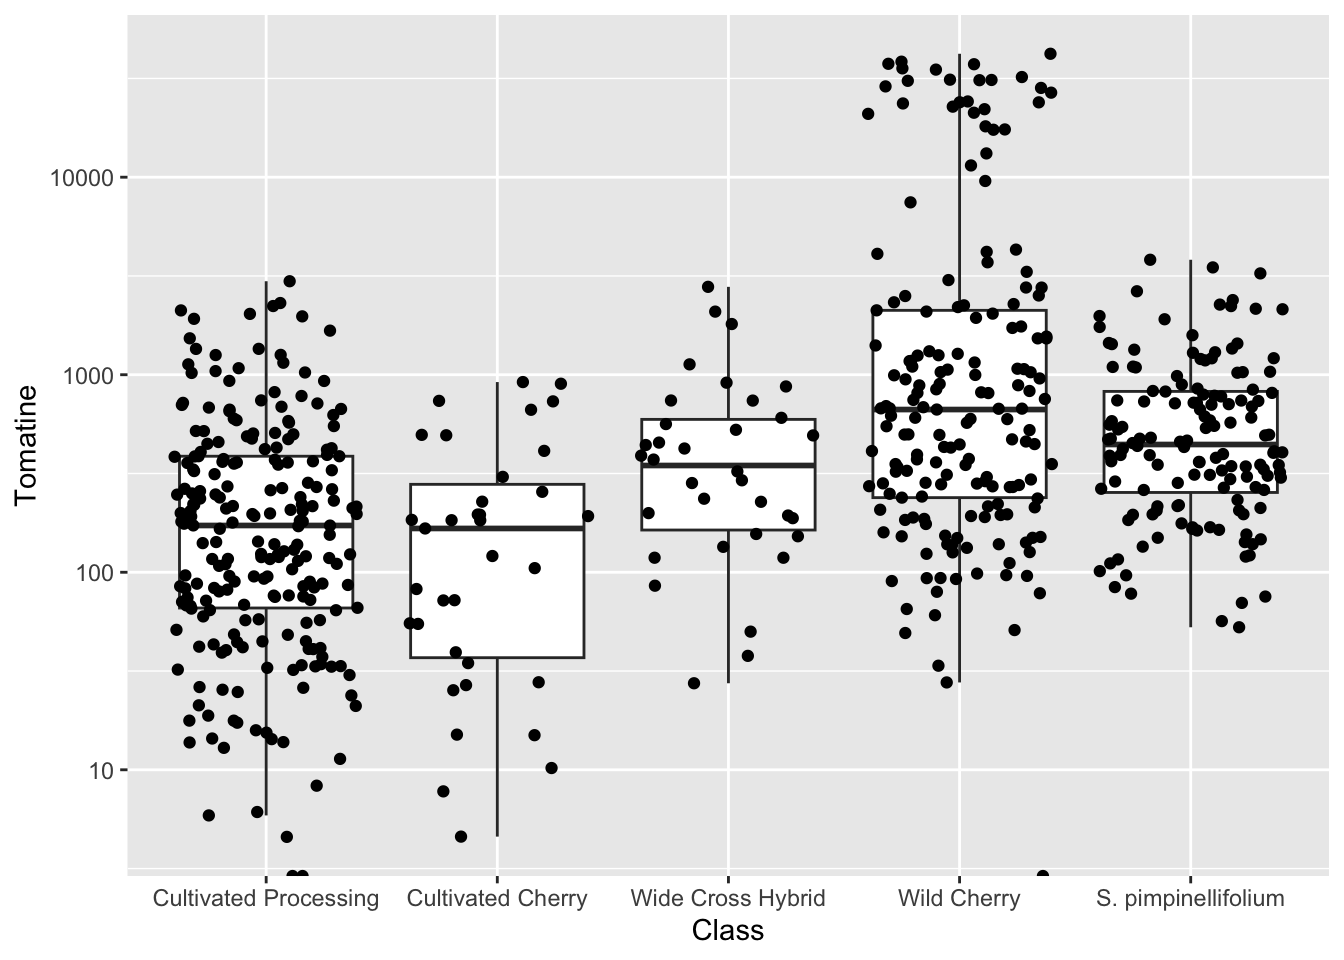 Tomatine
10000
1000
100
10
Cultivated Processing
Cultivated Cherry
Wide Cross Hybrid
Wild Cherry
S. pimpinellifolium
Class